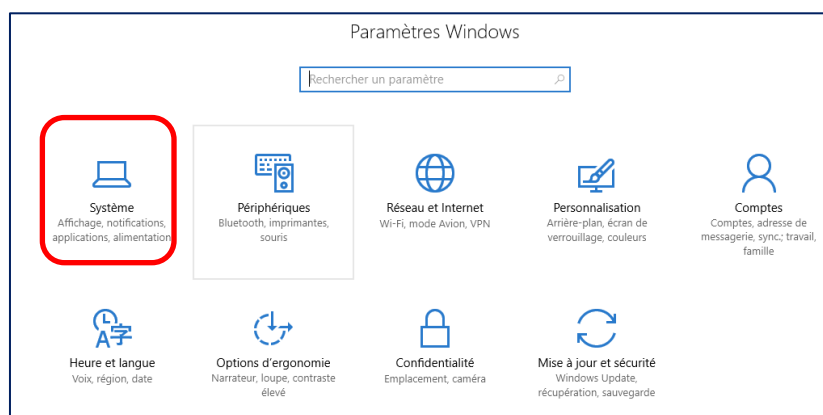 Paramètres Windows
Rechercher un paramètre
Système
Affichage, notifications,
applications, alimentation
Périphériques
Bluetooth, imprimantes,
souris
Réseau et Internet
Wi-Fi, mode Avion, VPN
Personnalisation
Arrière-plan, écran de
verrouillage, couleurs
Comptes
Comptes, adresse de
messagerie, sync.; travail,
famille
A字
Heure et langue
Voix, région, date
Options d'ergonomie
Narrateur, loupe, contraste
élevé
Confidentialité
Emplacement, caméra
Mise à jour et sécurité
Windows Update,
récupération, sauvegarde